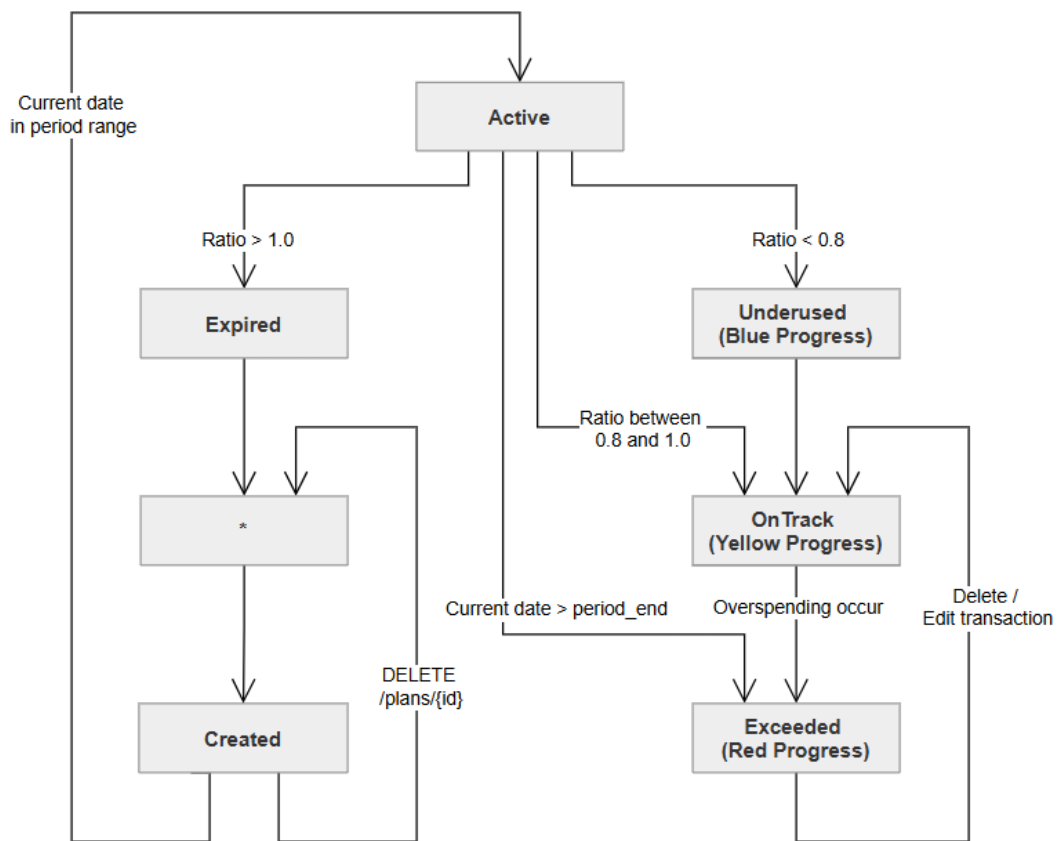 Current date
in period range
Active
Ratio > 1.0
Ratio < 0.8
Expired
Underused
(Blue Progress)
Ratio between
0.8 and 1.0
*
OnTrack
(Yellow Progress)
Current date > period_end
Overspending occur
Delete /
Edit transaction
DELETE
/plans/{id}
Created
Exceeded
(Red Progress)